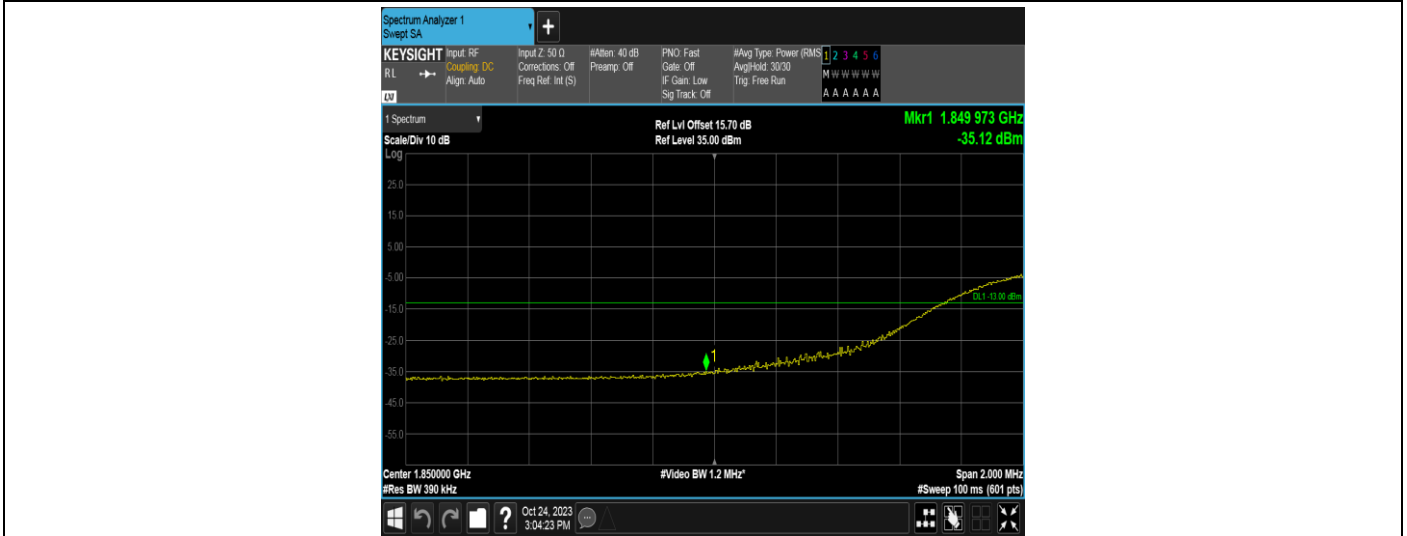 Spectrum Analyzer 1
Swept SA
+
KEYSIGHT
RL
LXI
Input: RF
Coupling: DC
Align: Auto
Input Z: 50 Ω
Corrections: Off
Freq Ref: Int (S)
#Atten: 40 dB
Preamp: Off
PNO: Fast
Gate: Off
IF Gain: Low
Sig Track: Off
#Avg Type: Power (RMS
Avg|Hold: 30/30
Trig: Free Run
1 2 3 4 5 6
M W W W W W
A A A A A A
1 Spectrum
Scale/Div 10 dB
Log
Ref Lvl Offset 15.70 dB
Ref Level 35.00 dBm
Mkr1 1.849 973 GHz
-35.12 dBm
25.0
15.0
5.00
-5.00
-15.0
-25.0
-35.0
-45.0
-55.0
DL1 -13.00 dBm
1
Center 1.850000 GHz
#Res BW 390 kHz
#Video BW 1.2 MHz*
Span 2.000 MHz
#Sweep 100 ms (601 pts)
?
Oct 24, 2023
3:04:23 PM